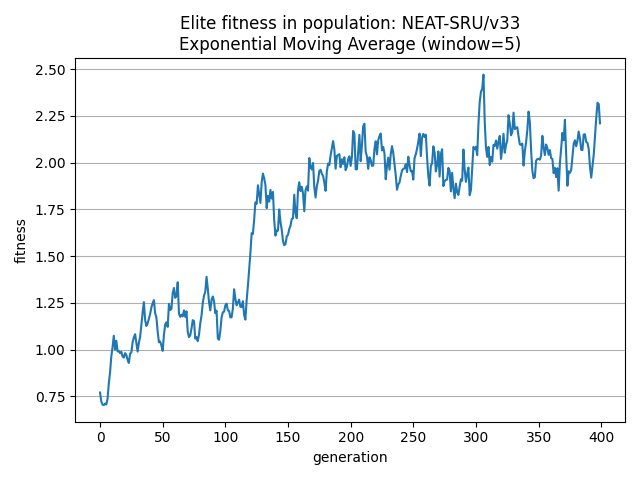 Elite fitness in population: NEAT-SRU/v33
Exponential Moving Average (window=5)
2.50
2.25
2.00
1.75
1.50
1.25
1.00
0.75
fitness
0 50 100 150 200 250 300 350 400
generation